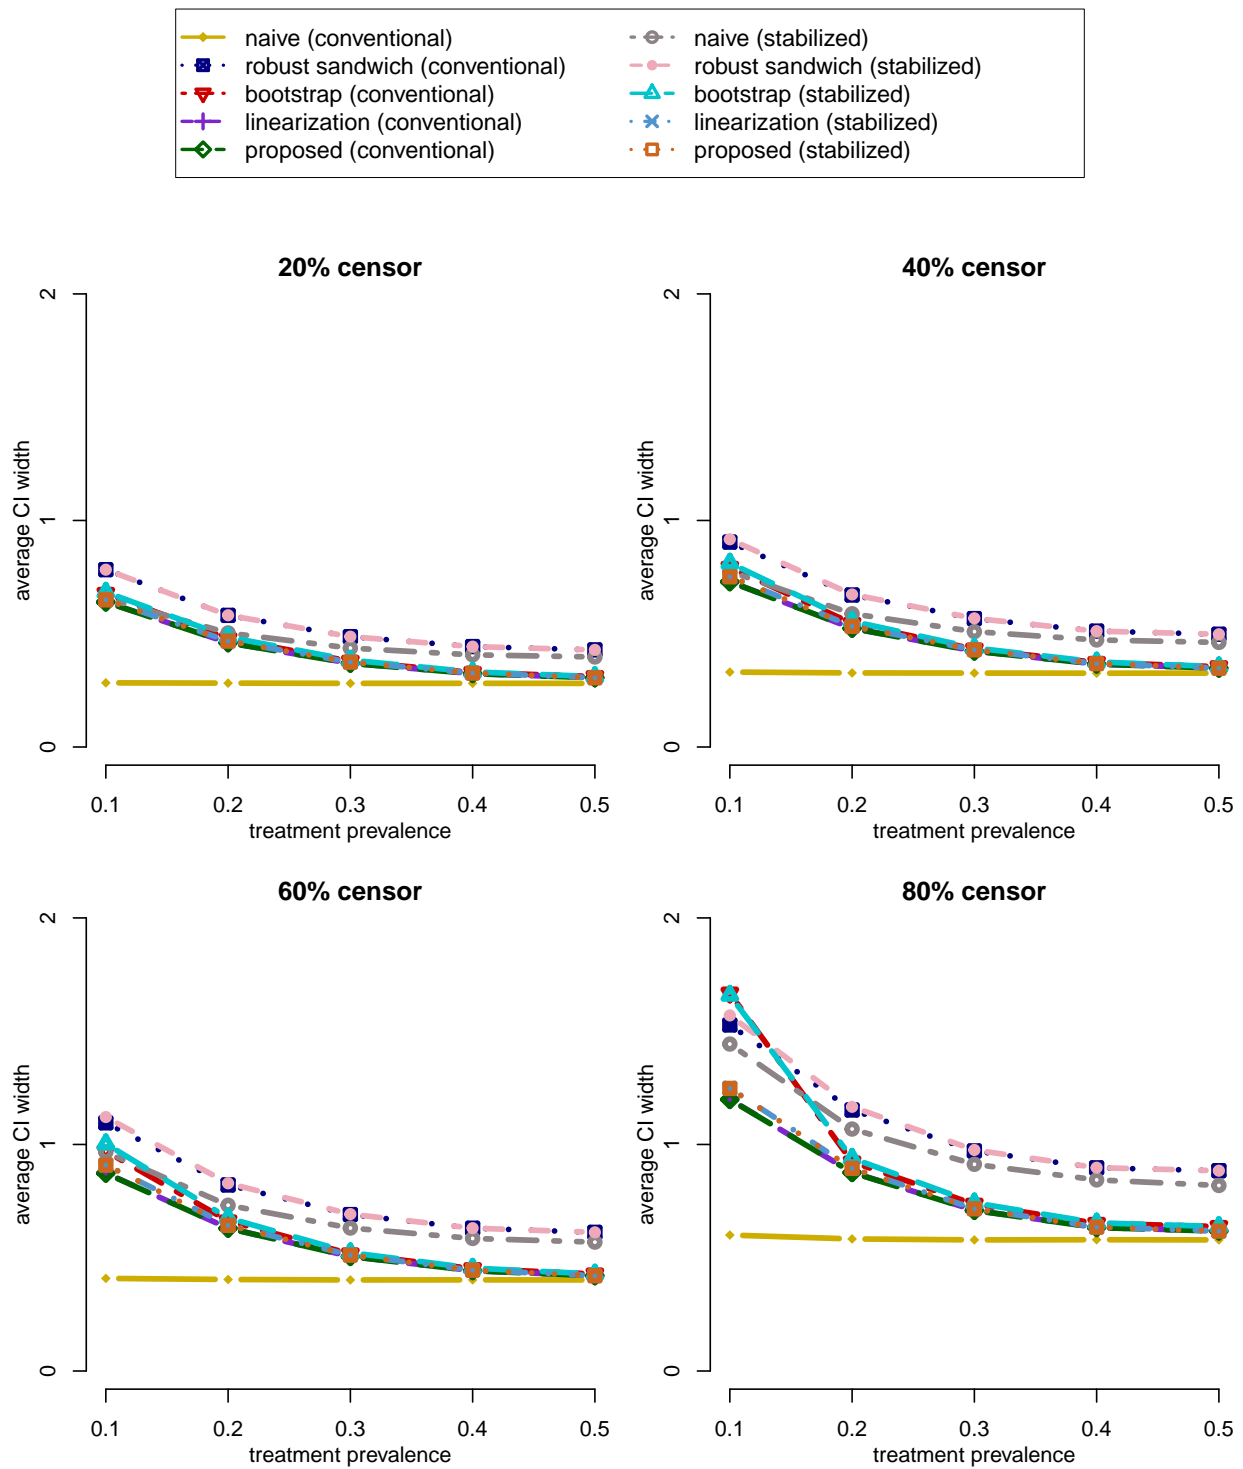 naive (conventional)
robust sandwich (conventional)
bootstrap (conventional)
linearization (conventional)
proposed (conventional)
naive (stabilized)
robust sandwich (stabilized)
bootstrap (stabilized)
linearization (stabilized)
proposed (stabilized)
20% censor
average CI width
0
1
2
0.1 0.2 0.3 0.4 0.5
treatment prevalence
40% censor
average CI width
0
1
2
0.1 0.2 0.3 0.4 0.5
treatment prevalence
60% censor
average CI width
0
1
2
0.1 0.2 0.3 0.4 0.5
treatment prevalence
80% censor
average CI width
0
1
2
0.1 0.2 0.3 0.4 0.5
treatment prevalence